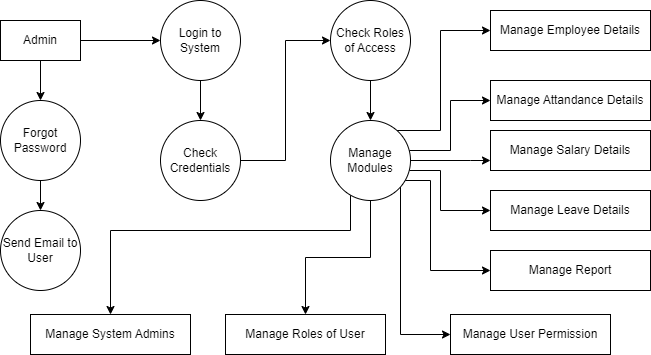 Admin
Login to
System
Check Roles
of Access
Manage Employee Details
Manage Attandance Details
Forgot
Password
Check
Credentials
Manage
Modules
Manage Salary Details
Manage Leave Details
Send Email to
User
Manage Report
Manage System Admins
Manage Roles of User
Manage User Permission